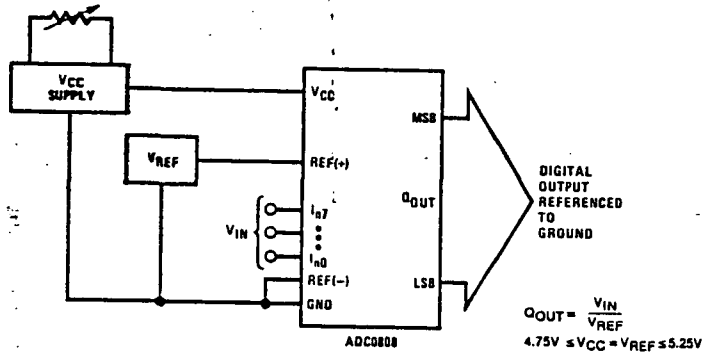 VCC
SUPPLY
VCC
MSB
VREF
REF(+)
DIGITAL
OUTPUT
REFERENCED
TO
GROUND
QOUT
VIN
In7
In0
REF(−)
LSB
GND
ADC0808
QOUT = VIN
VREF
4.75V ≤ VCC = VREF ≤ 5.25V